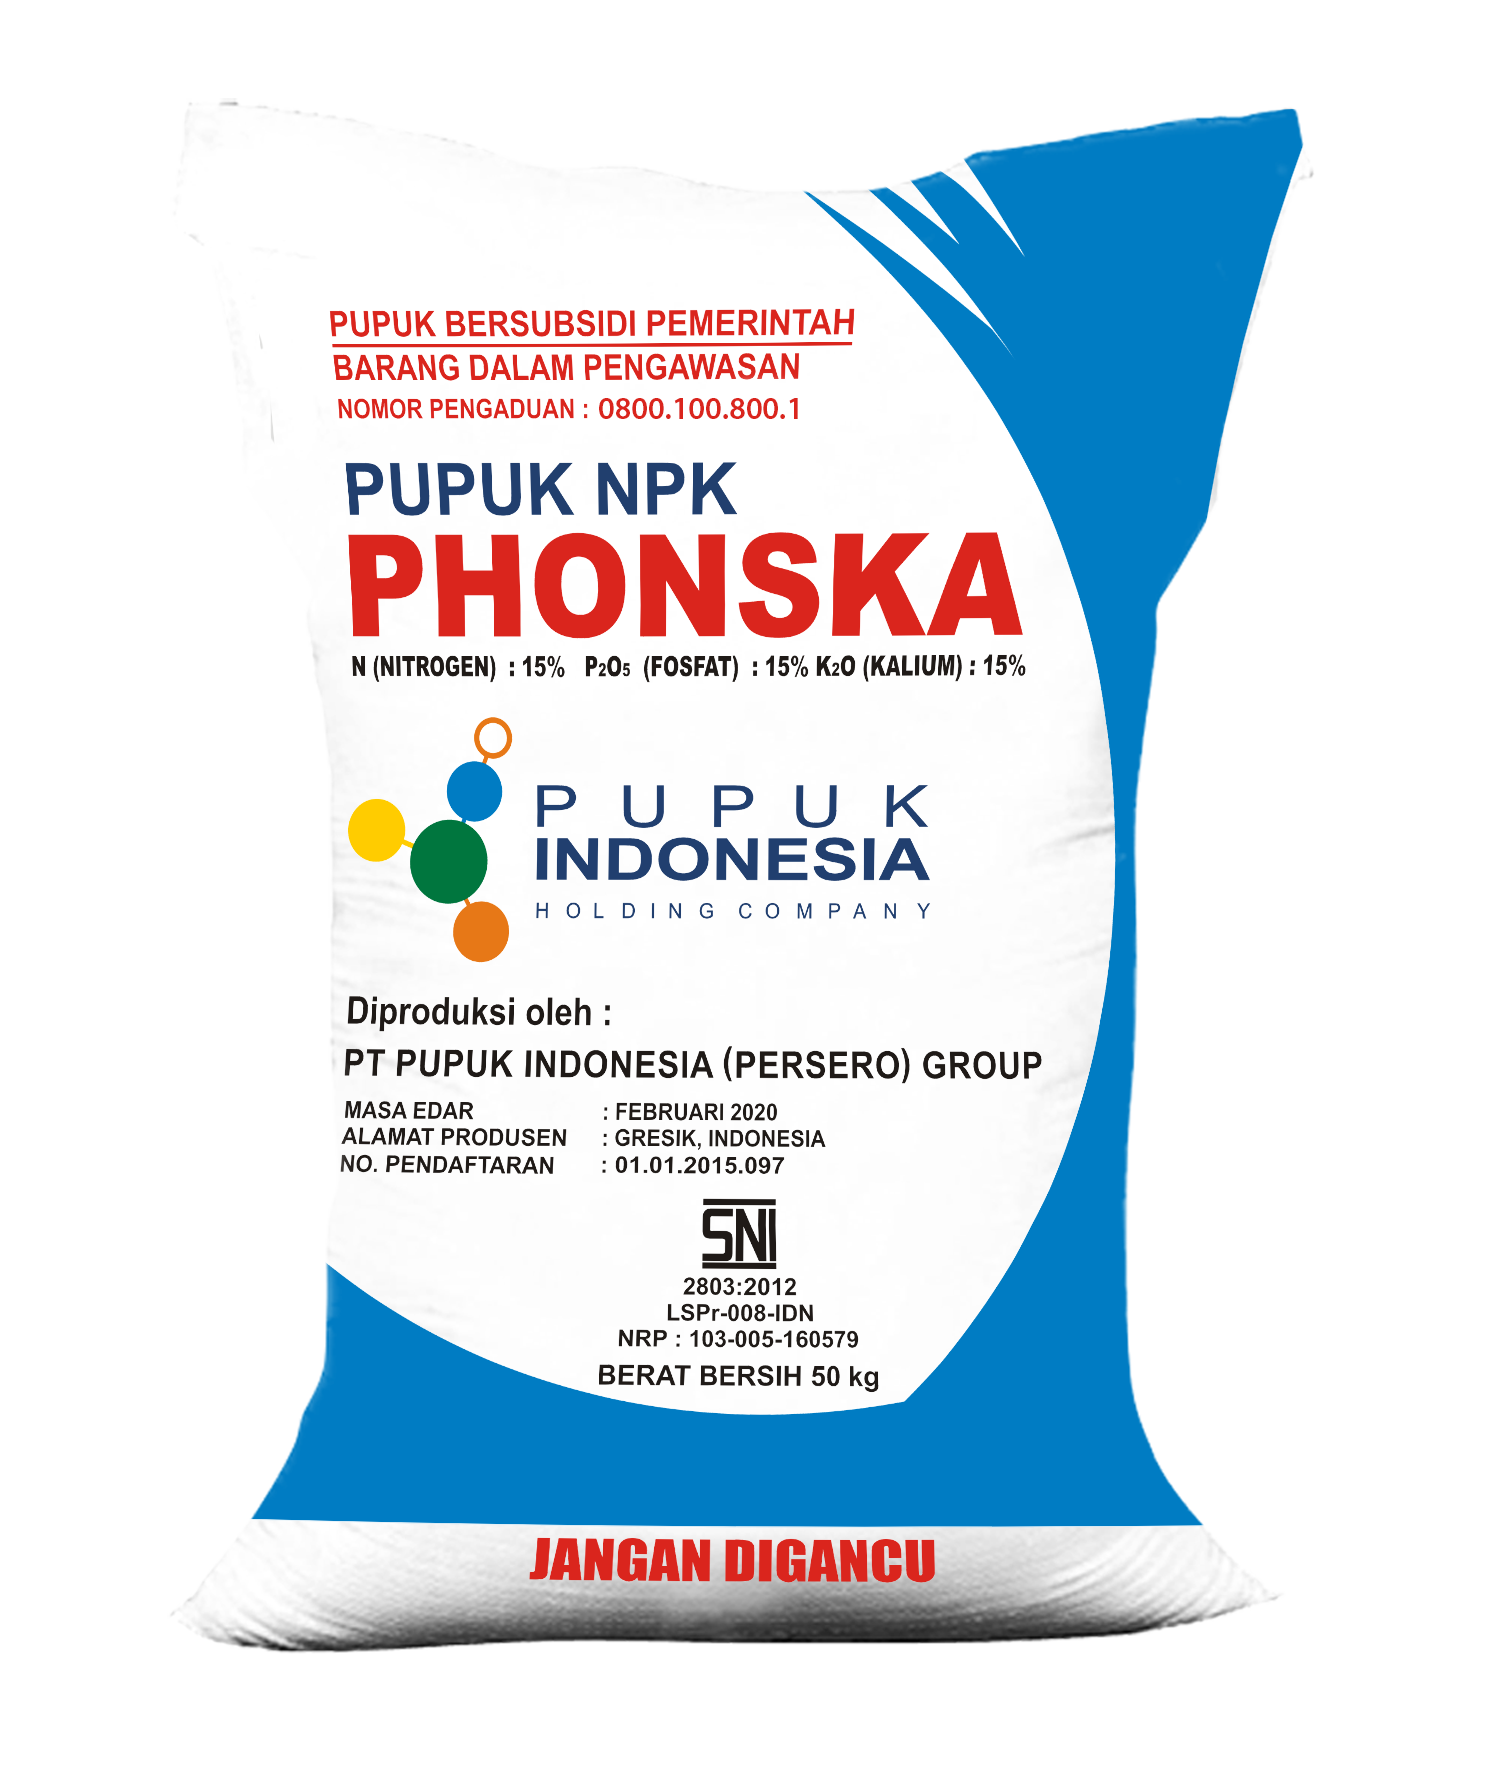 PUPUK BERSUBSIDI PEMERINTAH
BARANG DALAM PENGAWASAN
NOMOR PENGADUAN : 0800.100.800.1
PUPUK NPK
PHONSKA
N (NITROGEN) : 15% P₂O₅ (FOSFAT) : 15% K₂O (KALIUM) : 15%
PUPUK
INDONESIA
HOLDING COMPANY
Diproduksi oleh :
PT PUPUK INDONESIA (PERSERO) GROUP
MASA EDAR : FEBRUARI 2020
ALAMAT PRODUSEN : GRESIK, INDONESIA
NO. PENDAFTARAN : 01.01.2015.097
SNI
2803:2012
LSPr-008-IDN
NRP : 103-005-160579
BERAT BERSIH 50 kg
JANGAN DIGANCU